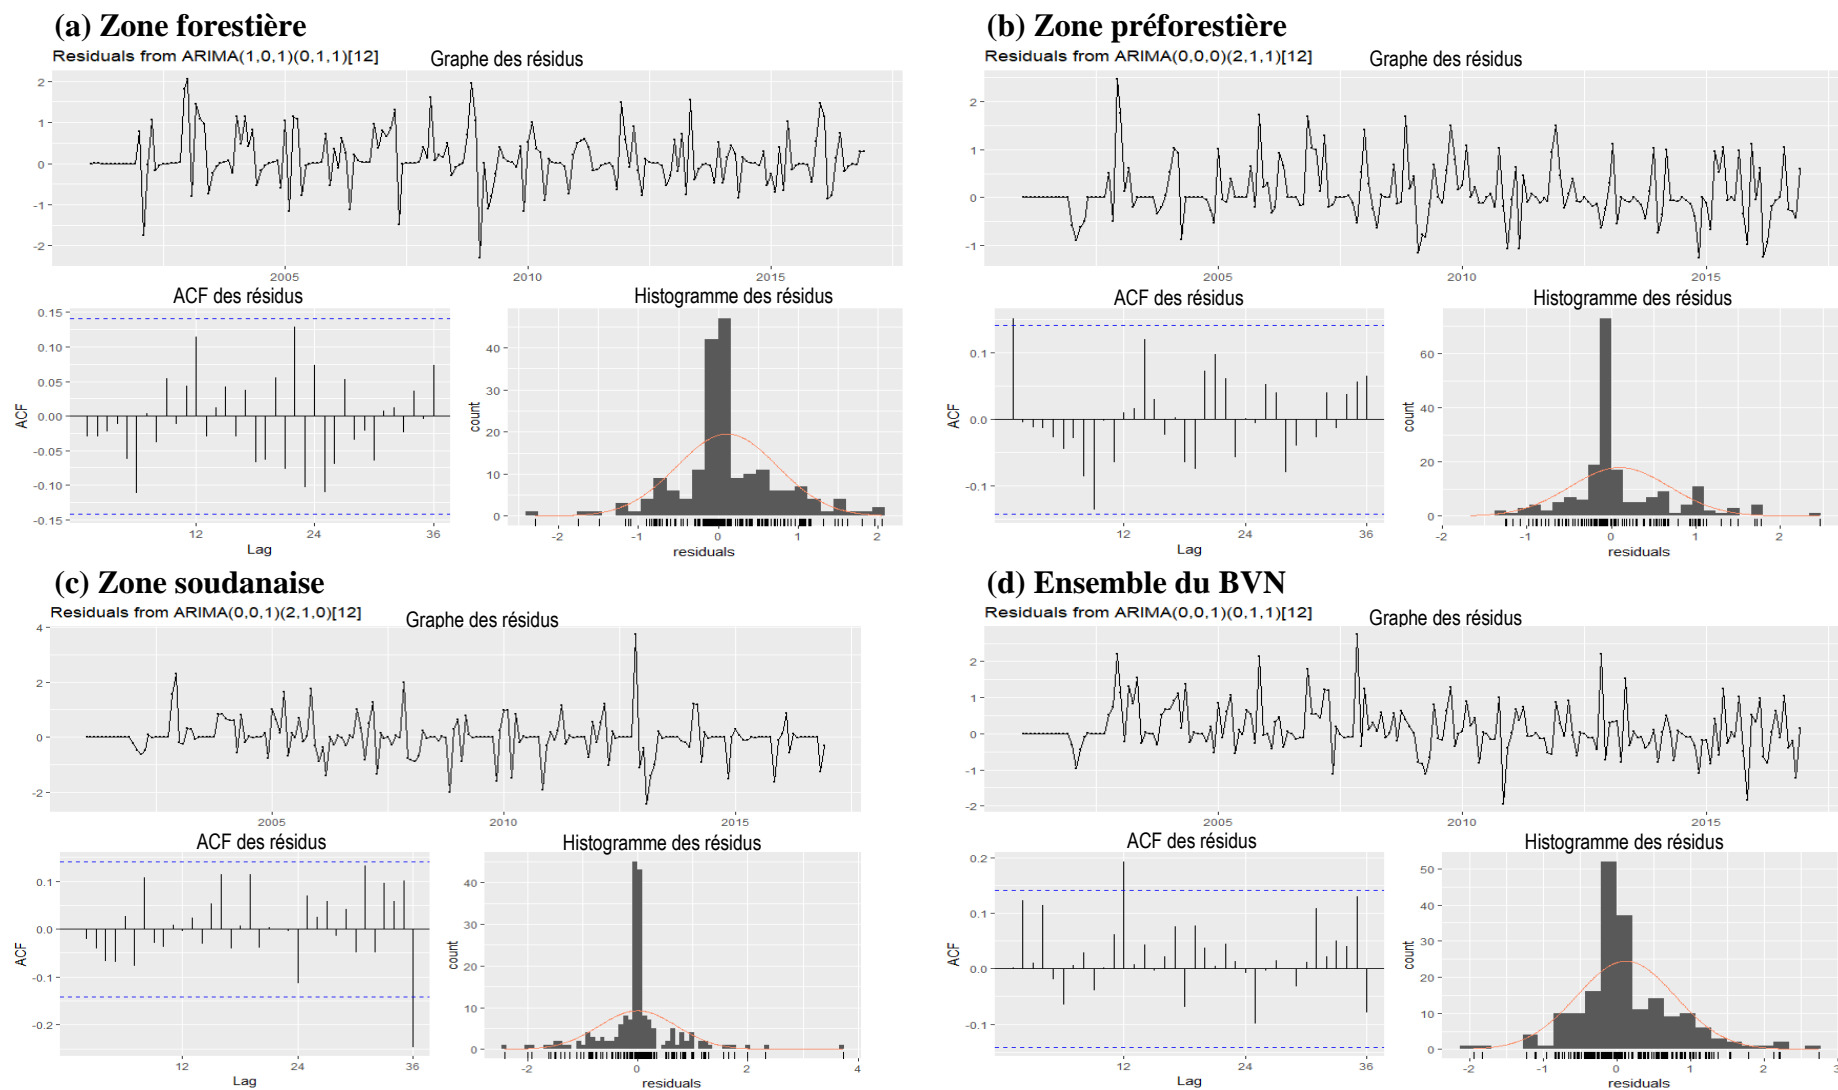 (a) Zone forestière
Residuals from ARIMA(1,0,1)(0,1,1)[12]
Graphe des résidus
2
1
0
-1
-2
2005
2010
2015
ACF des résidus
0.15
0.10
0.05
0.00
-0.05
-0.10
-0.15
ACF
12
24
36
Lag
Histogramme des résidus
40
30
20
10
0
count
-2
-1
0
1
2
residuals
(b) Zone préforestière
Residuals from ARIMA(0,0,0)(2,1,1)[12]
Graphe des résidus
2
1
0
-1
2005
2010
2015
ACF des résidus
0.1
0.0
-0.1
ACF
12
24
36
Histogramme des résidus
60
40
20
0
count
-2
-1
0
1
2
residuals
(c) Zone soudanaise
Residuals from ARIMA(0,0,1)(2,1,0)[12]
Graphe des résidus
4
2
0
-2
2005
2010
2015
ACF des résidus
0.1
0.0
-0.1
-0.2
ACF
12
24
36
Lag
Histogramme des résidus
40
30
20
10
0
count
-2
0
2
4
residuals
(d) Ensemble du BVN
Residuals from ARIMA(0,0,1)(0,1,1)[12]
Graphe des résidus
2
1
0
-1
-2
2005
2010
2015
ACF des résidus
0.2
0.1
0.0
-0.1
ACF
12
24
36
Histogramme des résidus
50
40
30
20
10
0
count
-2
-1
0
1
2
3
residuals